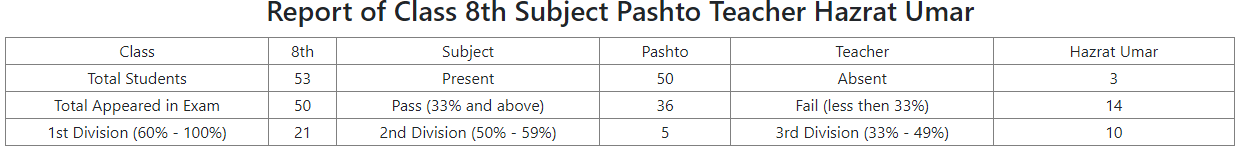 Report of Class 8th Subject Pashto Teacher Hazrat Umar
Class 8th Subject Pashto Teacher Hazrat Umar
Total Students 53 Present 50 Absent 3
Total Appeared in Exam 50 Pass (33% and above) 36 Fail (less then 33%) 14
1st Division (60% - 100%) 21 2nd Division (50% - 59%) 5 3rd Division (33% - 49%) 10